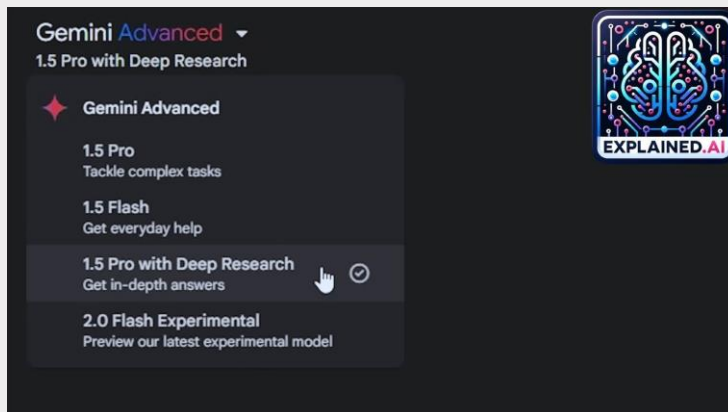 Gemini Advanced
1.5 Pro with Deep Research
Gemini Advanced
1.5 Pro
Tackle complex tasks
1.5 Flash
Get everyday help
1.5 Pro with Deep Research
Get in-depth answers
2.0 Flash Experimental
Preview our latest experimental model
EXPLAINED.AI